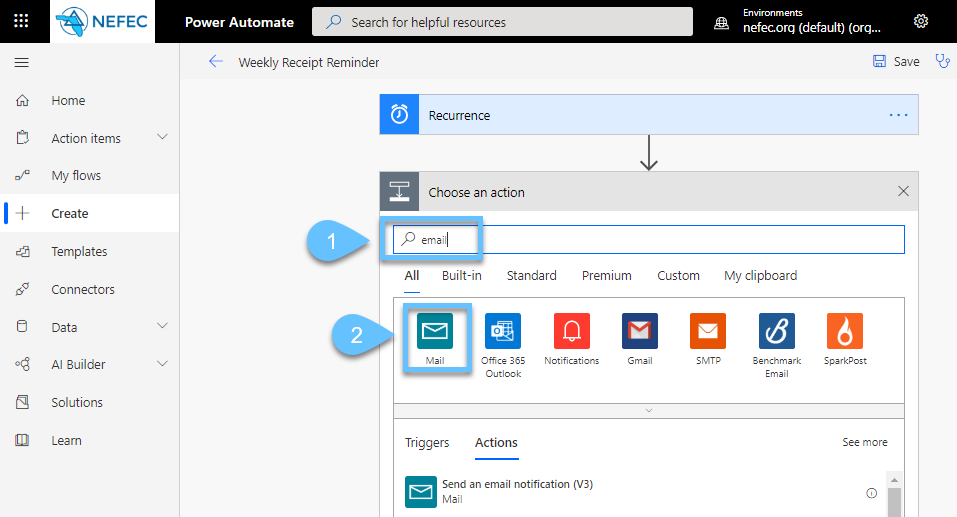 NEFEC
Power Automate
Search for helpful resources
Environments
nefec.org (default) (org...
Weekly Receipt Reminder
Save
Home
Action items
My flows
Create
Templates
Connectors
Data
AI Builder
Solutions
Learn
Recurrence
Choose an action
1
email
All Built-in Standard Premium Custom My clipboard
2
Mail
Office 365
Outlook
Notifications
Gmail
SMTP
Benchmark
Email
SparkPost
Triggers Actions See more
Send an email notification (V3)
Mail